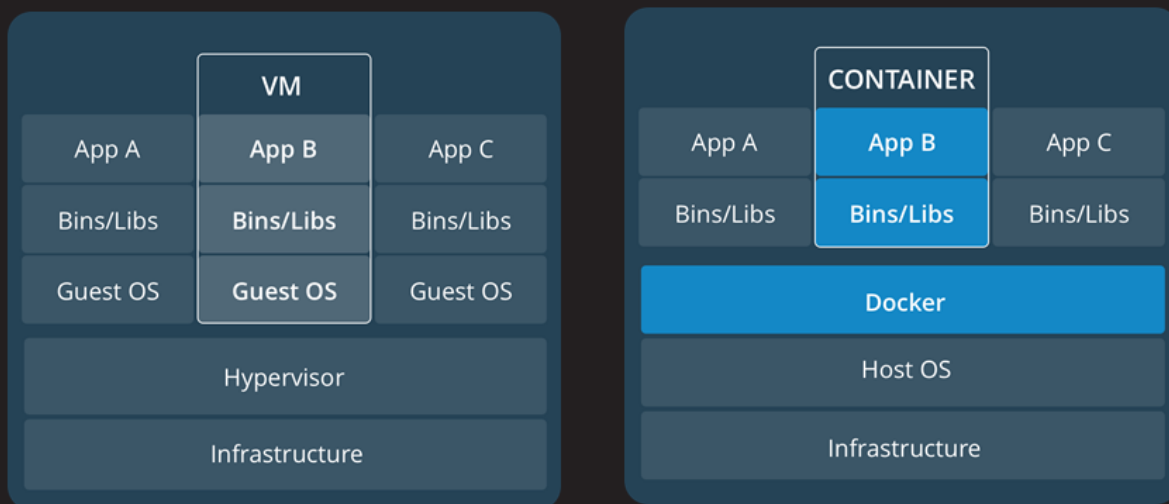 VM
App A App B App C
Bins/Libs Bins/Libs Bins/Libs
Guest OS Guest OS Guest OS
Hypervisor
Infrastructure
CONTAINER
App A App B App C
Bins/Libs Bins/Libs Bins/Libs
Docker
Host OS
Infrastructure